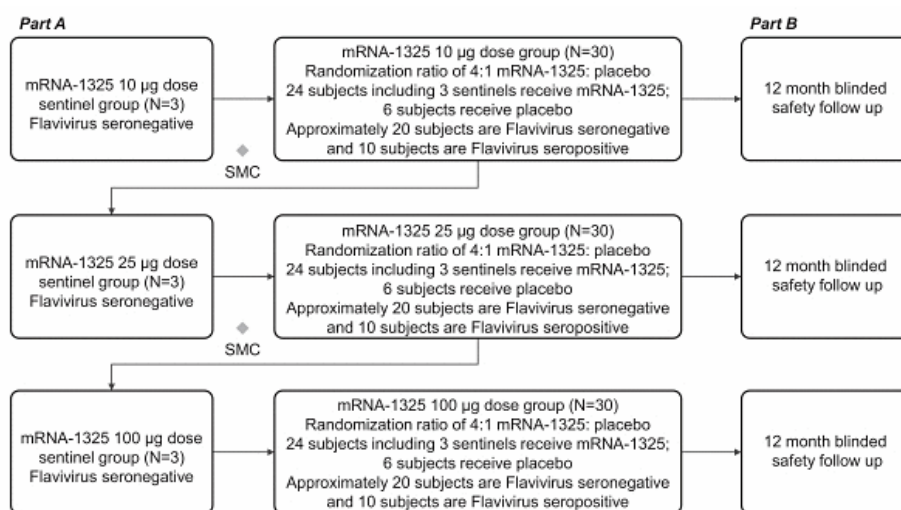 Part A
Part B
mRNA-1325 10 µg dose
sentinel group (N=3)
Flavivirus seronegative
mRNA-1325 10 µg dose group (N=30)
Randomization ratio of 4:1 mRNA-1325: placebo
24 subjects including 3 sentinels receive mRNA-1325;
6 subjects receive placebo
Approximately 20 subjects are Flavivirus seronegative
and 10 subjects are Flavivirus seropositive
12 month blinded
safety follow up
SMC
mRNA-1325 25 µg dose
sentinel group (N=3)
Flavivirus seronegative
mRNA-1325 25 µg dose group (N=30)
Randomization ratio of 4:1 mRNA-1325: placebo
24 subjects including 3 sentinels receive mRNA-1325;
6 subjects receive placebo
Approximately 20 subjects are Flavivirus seronegative
and 10 subjects are Flavivirus seropositive
12 month blinded
safety follow up
SMC
mRNA-1325 100 µg dose
sentinel group (N=3)
Flavivirus seronegative
mRNA-1325 100 µg dose group (N=30)
Randomization ratio of 4:1 mRNA-1325: placebo
24 subjects including 3 sentinels receive mRNA-1325;
6 subjects receive placebo
Approximately 20 subjects are Flavivirus seronegative
and 10 subjects are Flavivirus seropositive
12 month blinded
safety follow up